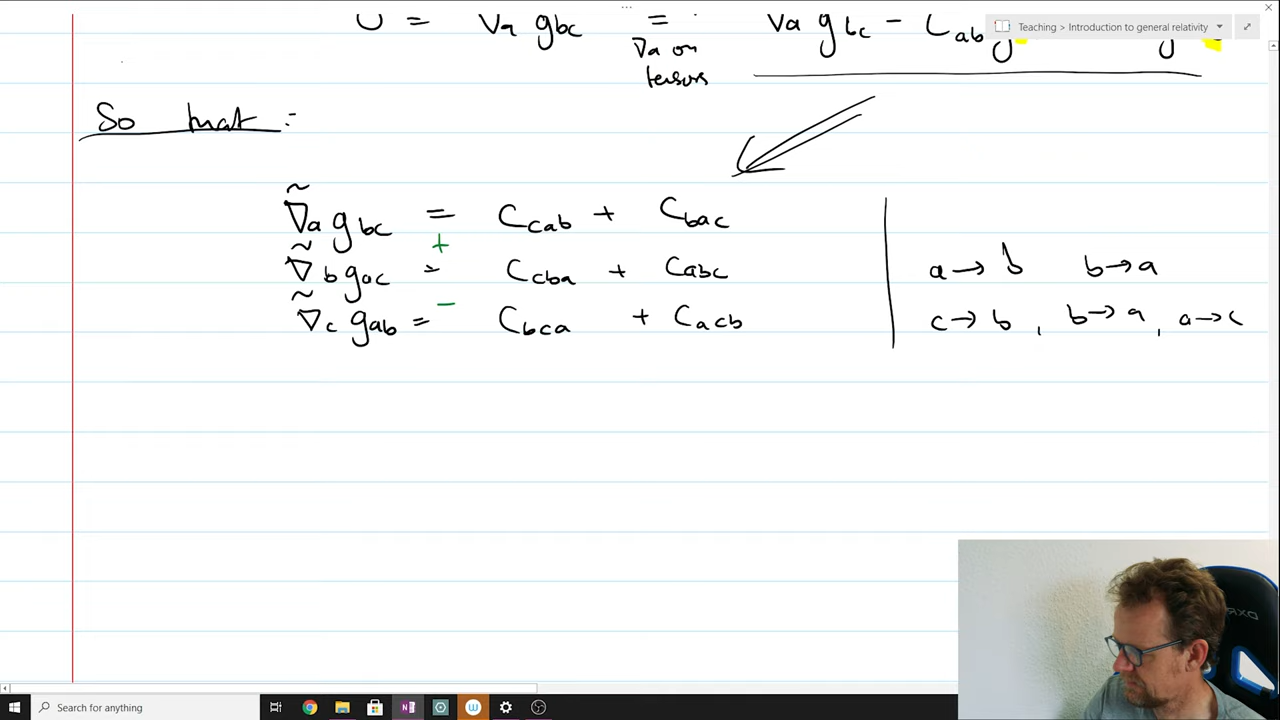 Teaching > Introduction to general relativity
= ∇a gbc = ∇̃a gbc - Cab g
∇a on
tensors
So that :
∇̃a gbc = Ccab + Cbac
+
∇̃b gac = Ccba + Cabc a → b b → a
-
∇̃c gab = Cbca + Cacb c → b , b → a , a → c
DXR
Search for anything